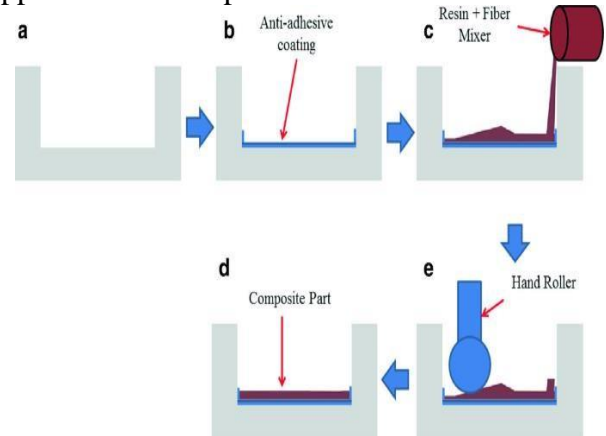 a
b
Anti-adhesive
coating
c
Resin + Fiber
Mixer
d
Composite Part
e
Hand Roller